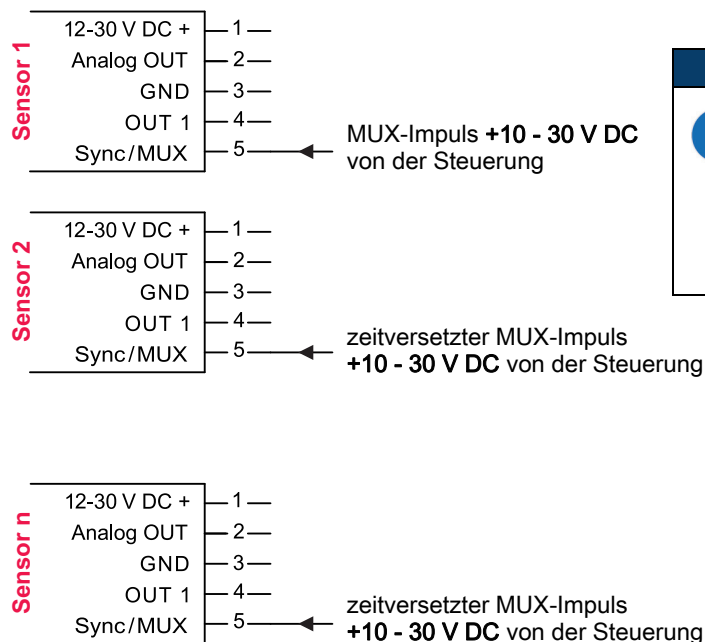 Sensor 1
12-30 V DC + 1
Analog OUT 2
GND 3
OUT 1 4
Sync/MUX 5
MUX-Impuls +10 - 30 V DC
von der Steuerung
Sensor 2
12-30 V DC + 1
Analog OUT 2
GND 3
OUT 1 4
Sync/MUX 5
zeitversetzter MUX-Impuls
+10 - 30 V DC von der Steuerung
Sensor n
12-30 V DC + 1
Analog OUT 2
GND 3
OUT 1 4
Sync/MUX 5
zeitversetzter MUX-Impuls
+10 - 30 V DC von der Steuerung